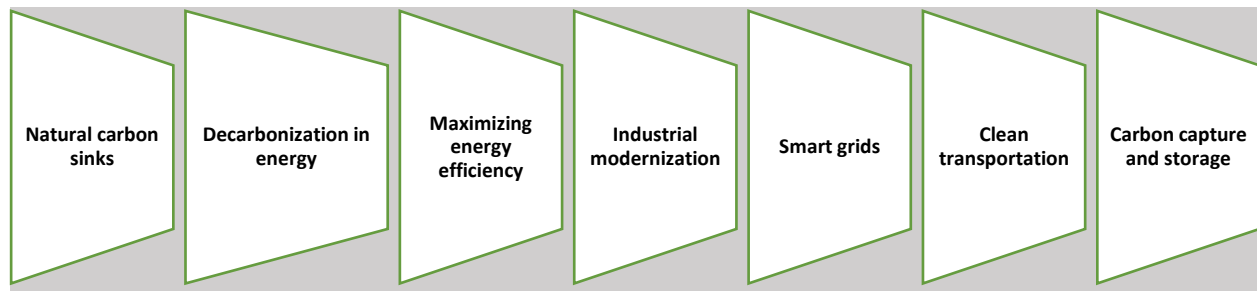 Natural carbon
sinks
Decarbonization in
energy
Maximizing
energy
efficiency
Industrial
modernization
Smart grids
Clean
transportation
Carbon capture
and storage